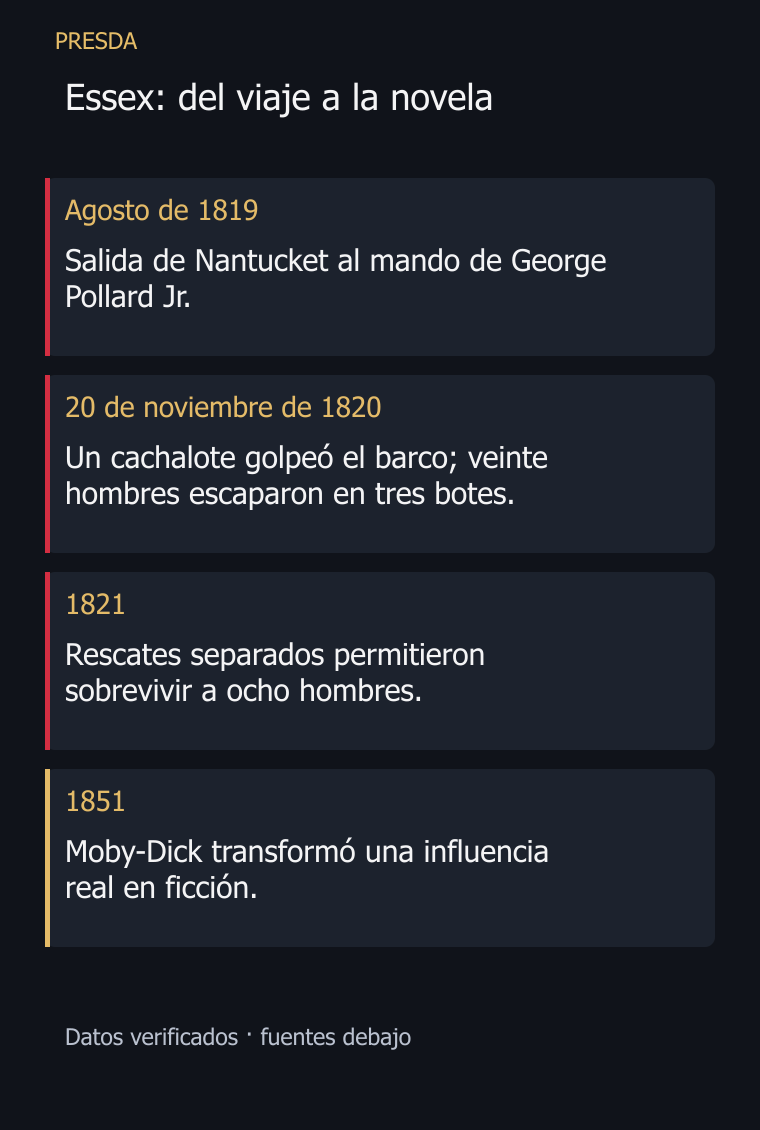 PRESDA
Essex: del viaje a la novela
Agosto de 1819
Salida de Nantucket al mando de George
Pollard Jr.
20 de noviembre de 1820
Un cachalote golpeó el barco; veinte
hombres escaparon en tres botes.
1821
Rescates separados permitieron
sobrevivir a ocho hombres.
1851
Moby-Dick transformó una influencia
real en ficción.
Datos verificados · fuentes debajo